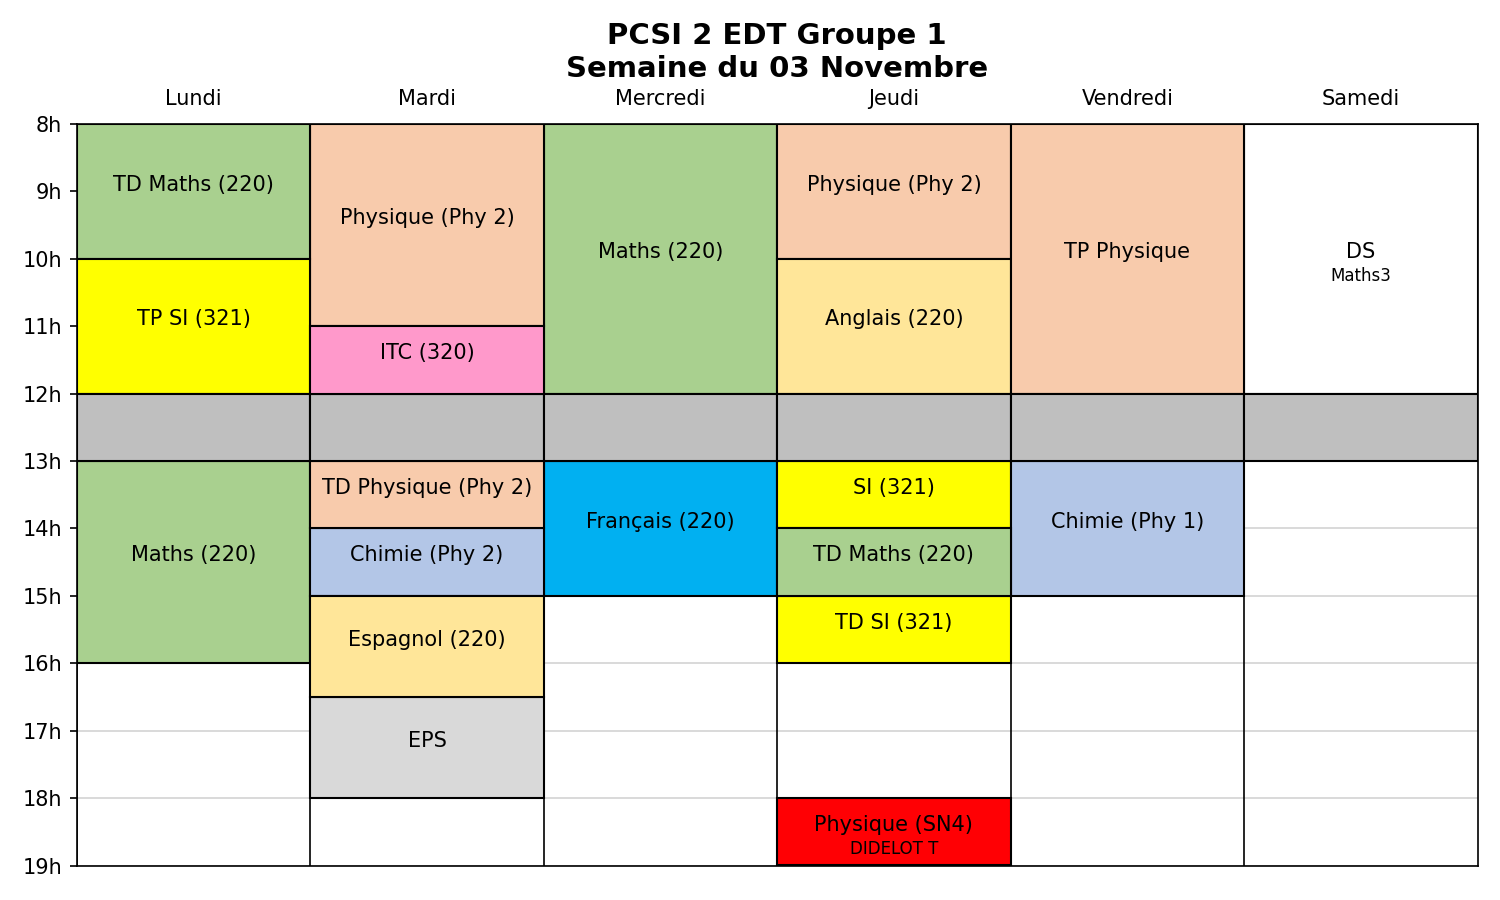 PCSI 2 EDT Groupe 1
Semaine du 03 Novembre
Lundi
Mardi
Mercredi
Jeudi
Vendredi
Samedi
8h
9h
10h
11h
12h
13h
14h
15h
16h
17h
18h
19h
TD Maths (220)
TP SI (321)
Maths (220)
Physique (Phy 2)
ITC (320)
TD Physique (Phy 2)
Chimie (Phy 2)
Espagnol (220)
EPS
Maths (220)
Français (220)
Physique (Phy 2)
Anglais (220)
SI (321)
TD Maths (220)
TD SI (321)
Physique (SN4)
DIDELOT T
TP Physique
Chimie (Phy 1)
DS
Maths3